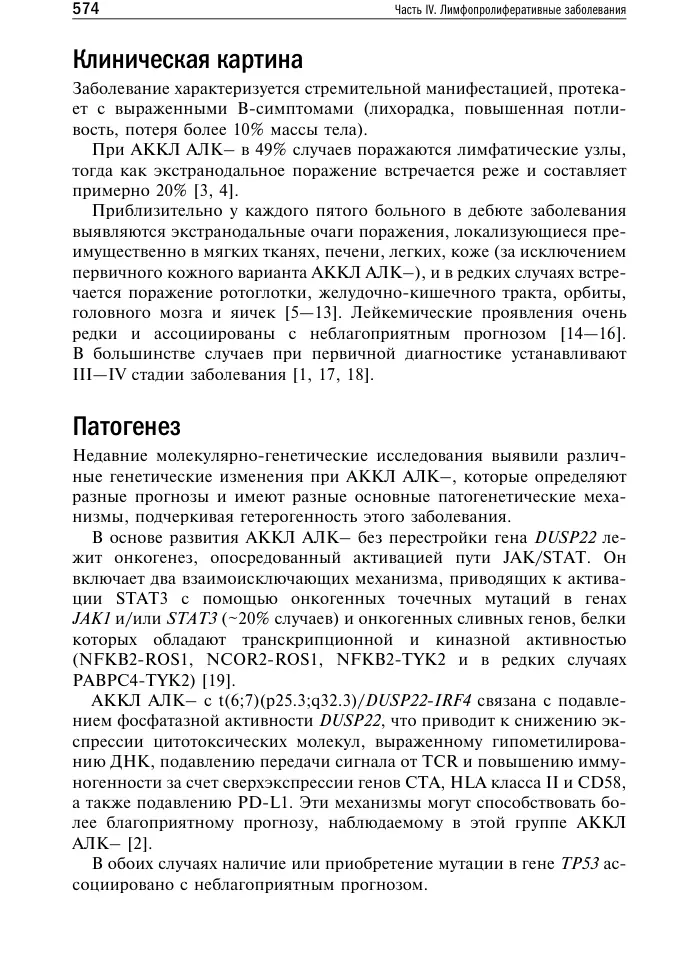 574
Часть IV. Лимфопролиферативные заболевания
Клиническая картина
Заболевание характеризуется стремительной манифестацией, протека-
ет с выраженными В-симптомами (лихорадка, повышенная потли-
вость, потеря более 10% массы тела).
При АККЛ АЛК− в 49% случаев поражаются лимфатические узлы,
тогда как экстранодальное поражение встречается реже и составляет
примерно 20% [3, 4].
Приблизительно у каждого пятого больного в дебюте заболевания
выявляются экстранодальные очаги поражения, локализующиеся пре-
имущественно в мягких тканях, печени, легких, коже (за исключением
первичного кожного варианта АККЛ АЛК−), и в редких случаях встре-
чается поражение ротоглотки, желудочно-кишечного тракта, орбиты,
головного мозга и яичек [5—13]. Лейкемические проявления очень
редки и ассоциированы с неблагоприятным прогнозом [14—16].
В большинстве случаев при первичной диагностике устанавливают
III—IV стадии заболевания [1, 17, 18].
Патогенез
Недавние молекулярно-генетические исследования выявили различ-
ные генетические изменения при АККЛ АЛК−, которые определяют
разные прогнозы и имеют разные основные патогенетические меха-
низмы, подчеркивая гетерогенность этого заболевания.
В основе развития АККЛ АЛК− без перестройки гена DUSP22 ле-
жит онкогенез, опосредованный активацией пути JAK/STAT. Он
включает два взаимоисключающих механизма, приводящих к актива-
ции STAT3 с помощью онкогенных точечных мутаций в генах
JAK1 и/или STAT3 (~20% случаев) и онкогенных сливных генов, белки
которых обладают транскрипционной и киназной активностью
(NFKB2-ROS1, NCOR2-ROS1, NFKB2-TYK2 и в редких случаях
PABPC4-TYK2) [19].
АККЛ АЛК− с t(6;7)(p25.3;q32.3)/DUSP22-IRF4 связана с подавле-
нием фосфатазной активности DUSP22, что приводит к снижению эк-
спрессии цитотоксических молекул, выраженному гипометилирова-
нию ДНК, подавлению передачи сигнала от TCR и повышению имму-
ногенности за счет сверхэкспрессии генов CTA, HLA класса II и CD58,
а также подавлению PD-L1. Эти механизмы могут способствовать бо-
лее благоприятному прогнозу, наблюдаемому в этой группе АККЛ
АЛК− [2].
В обоих случаях наличие или приобретение мутации в гене TP53 ас-
социировано с неблагоприятным прогнозом.